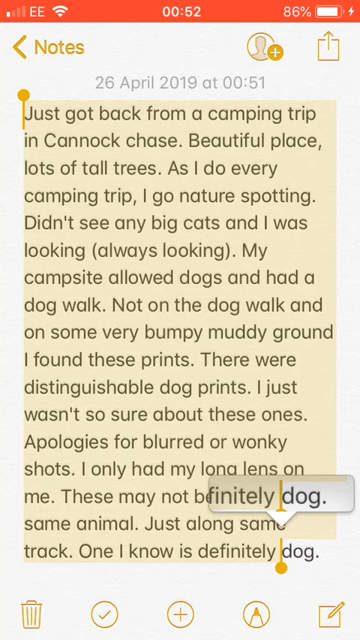 EE 00:52 86%
Notes
26 April 2019 at 00:51
Just got back from a camping trip
in Cannock chase. Beautiful place,
lots of tall trees. As I do every
camping trip, I go nature spotting.
Didn't see any big cats and I was
looking (always looking). My
campsite allowed dogs and had a
dog walk. Not on the dog walk and
on some very bumpy muddy ground
I found these prints. There were
distinguishable dog prints. I just
wasn't so sure about these ones.
Apologies for blurred or wonky
shots. I only had my long lens on
me. These may not be
finitely dog.
same animal. Just along same
track. One I know is definitely dog.